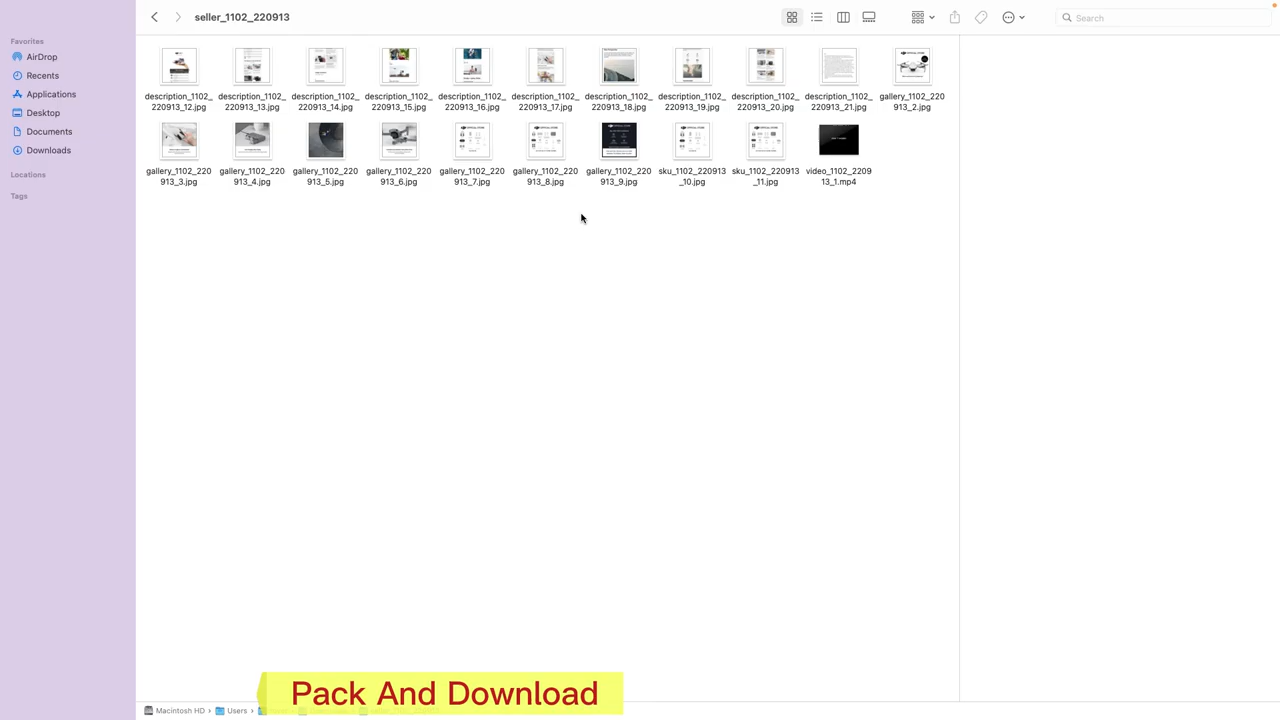 seller_1102_220913
Search
Favorites
AirDrop
Recents
Applications
Desktop
Documents
Downloads
Locations
Tags
description_1102_
220913_12.jpg
description_1102_
220913_13.jpg
description_1102_
220913_14.jpg
description_1102_
220913_15.jpg
description_1102_
220913_16.jpg
description_1102_
220913_17.jpg
description_1102_
220913_18.jpg
description_1102_
220913_19.jpg
description_1102_
220913_20.jpg
description_1102_
220913_21.jpg
gallery_1102_220
913_2.jpg
gallery_1102_220
913_3.jpg
gallery_1102_220
913_4.jpg
gallery_1102_220
913_5.jpg
gallery_1102_220
913_6.jpg
gallery_1102_220
913_7.jpg
gallery_1102_220
913_8.jpg
gallery_1102_220
913_9.jpg
sku_1102_220913
_10.jpg
sku_1102_220913
_11.jpg
video_1102_2209
13_1.mp4
Pack And Download
Macintosh HD › Users ›